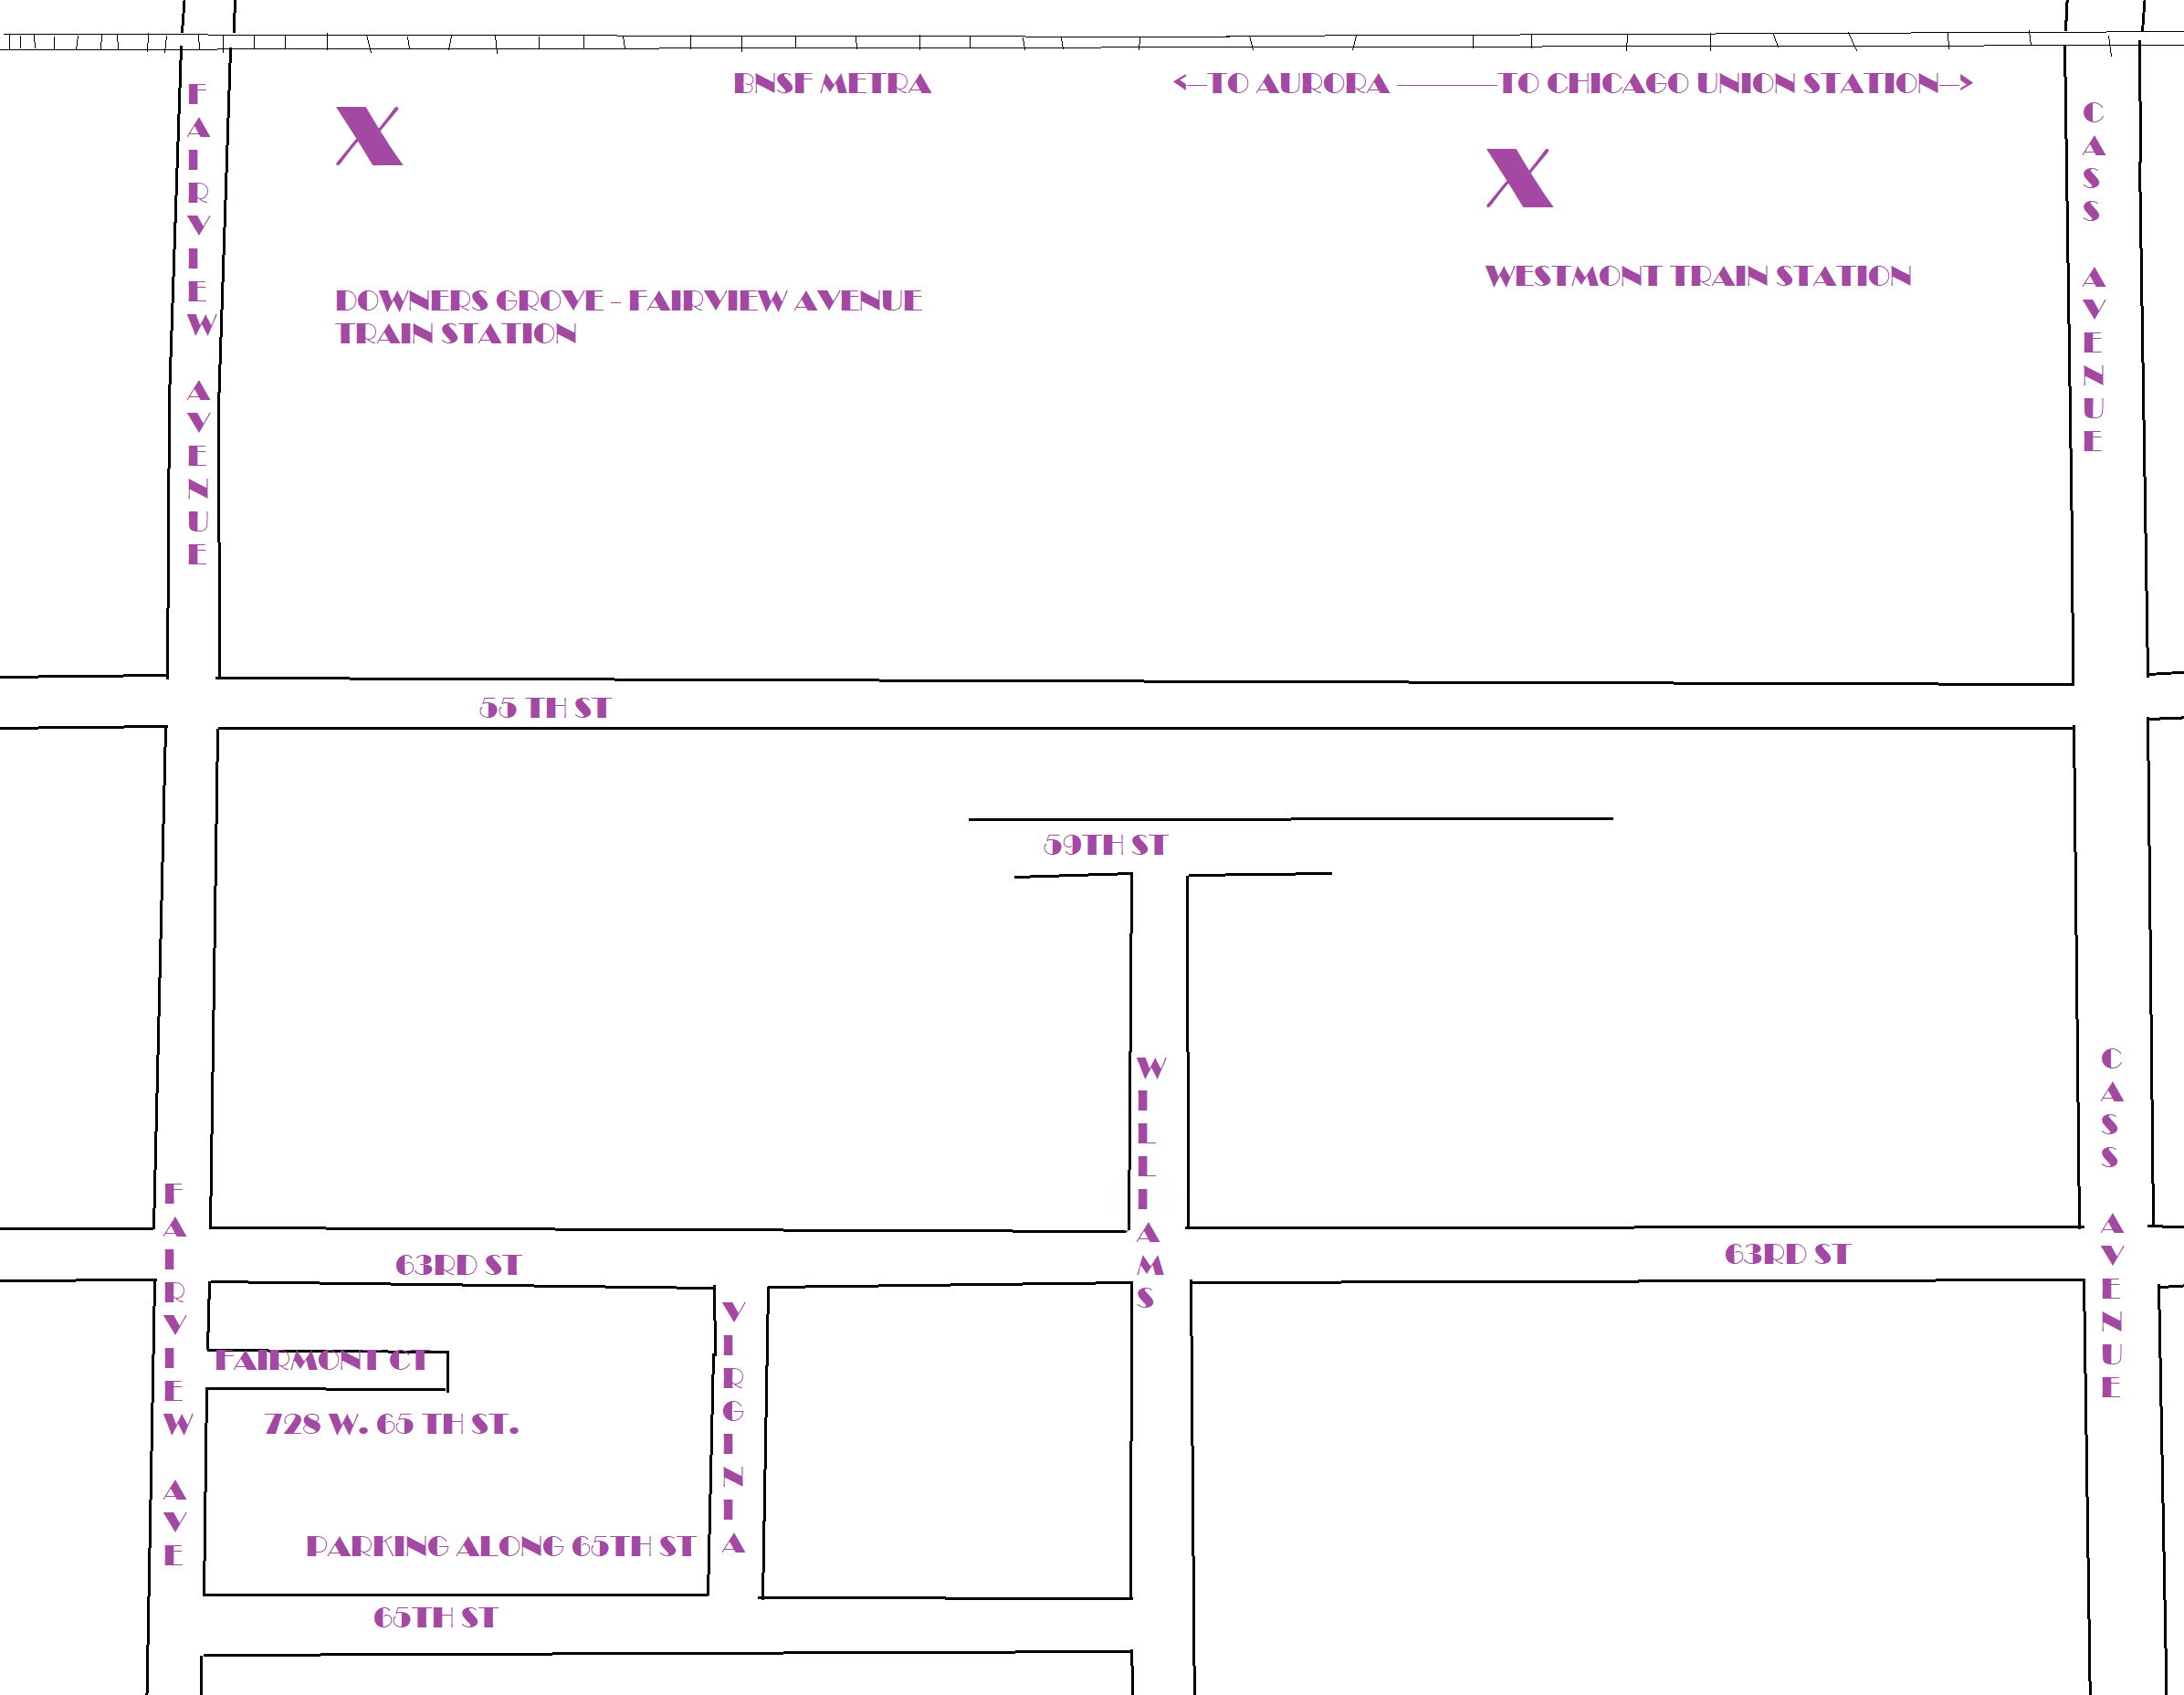 BNSF METRA
<--TO AURORA ---------TO CHICAGO UNION STATION-->
FAIRVIEW AVENUE
CASS AVENUE
X
X
DOWNERS GROVE - FAIRVIEW AVENUE
TRAIN STATION
WESTMONT TRAIN STATION
55 TH ST
59TH ST
WILLIAMS
CASS AVENUE
FAIRVIEW AVE
63RD ST
63RD ST
VIRGINIA
FAIRMONT CT
728 W. 65 TH ST.
PARKING ALONG 65TH ST
65TH ST